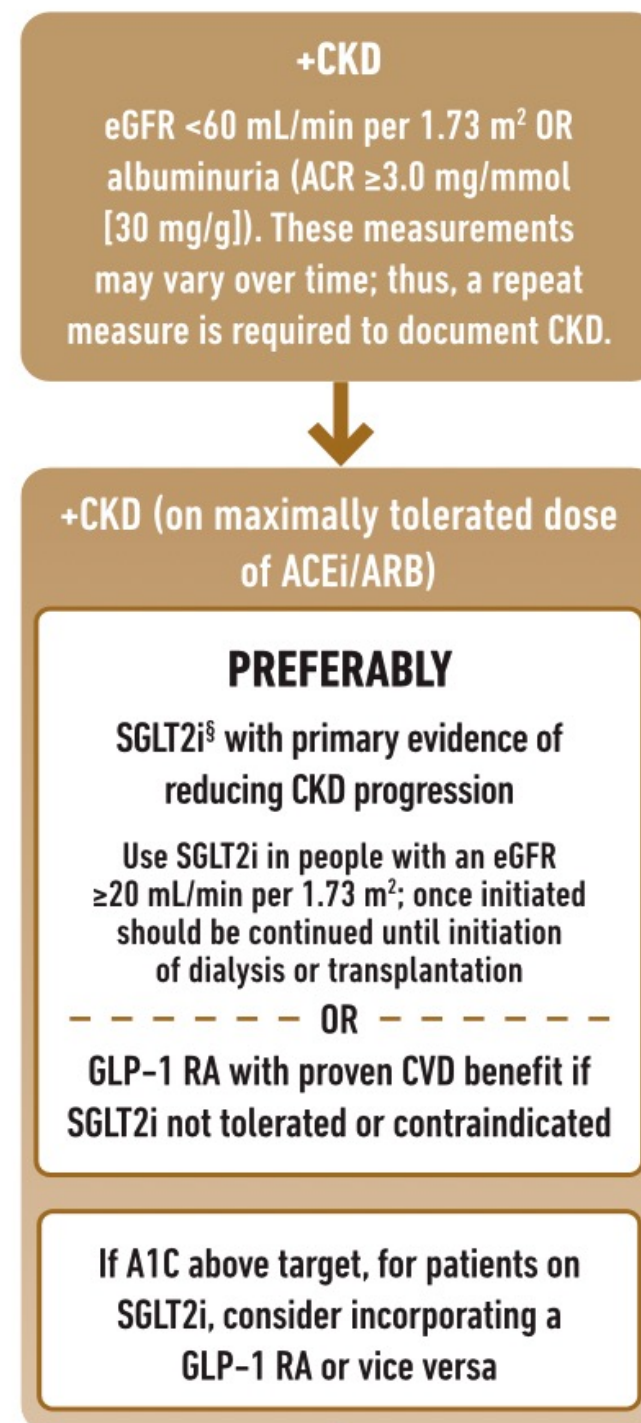 +CKD
eGFR <60 mL/min per 1.73 m² OR
albuminuria (ACR ≥3.0 mg/mmol
[30 mg/g]). These measurements
may vary over time; thus, a repeat
measure is required to document CKD.
+CKD (on maximally tolerated dose
of ACEi/ARB)
PREFERABLY
SGLT2i§ with primary evidence of
reducing CKD progression
Use SGLT2i in people with an eGFR
≥20 mL/min per 1.73 m²; once initiated
should be continued until initiation
of dialysis or transplantation
OR
GLP-1 RA with proven CVD benefit if
SGLT2i not tolerated or contraindicated
If A1C above target, for patients on
SGLT2i, consider incorporating a
GLP-1 RA or vice versa